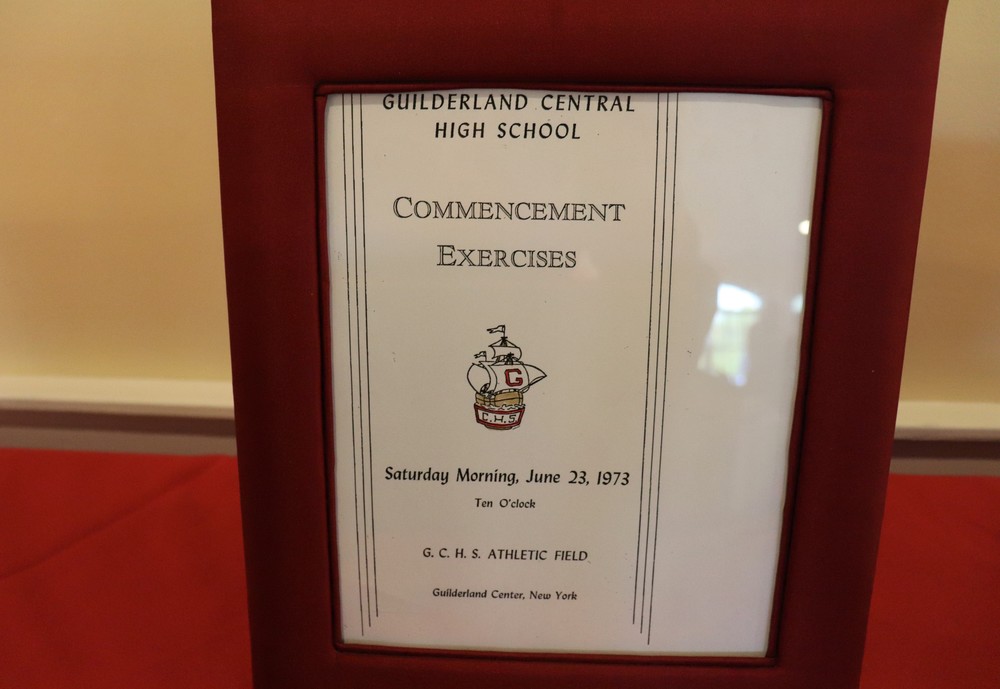 GUILDERLAND CENTRAL
HIGH SCHOOL
COMMENCEMENT
EXERCISES
G
C.H.S.
Saturday Morning, June 23, 1973
Ten O'clock
G. C. H. S. ATHLETIC FIELD
Guilderland Center, New York